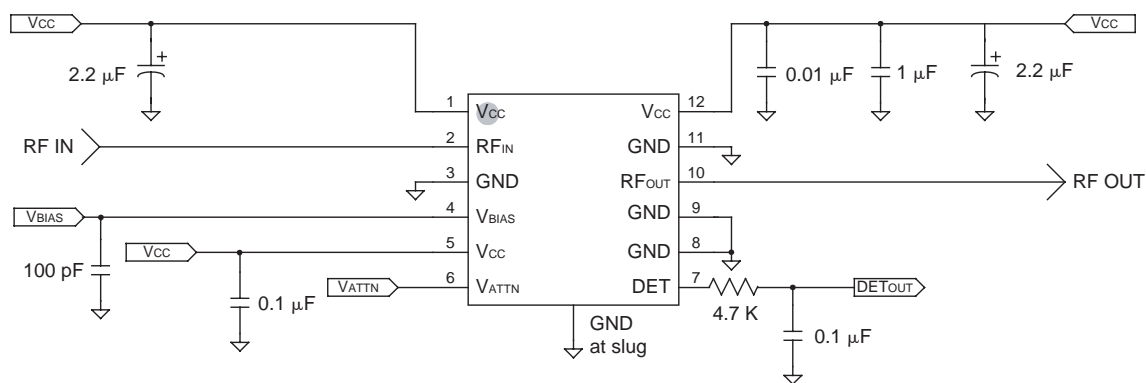 VCC
VCC
+
2.2 μF
0.01 μF
1 μF
+
2.2 μF
1
VCC
VCC
12
RF IN
2
RFIN
GND
11
3
GND
RFOUT
10
RF OUT
VBIAS
4
VBIAS
GND
9
VCC
5
VCC
GND
8
100 pF
VATTN
6
VATTN
DET
7
DETOUT
0.1 μF
4.7 K
GND
at slug
0.1 μF